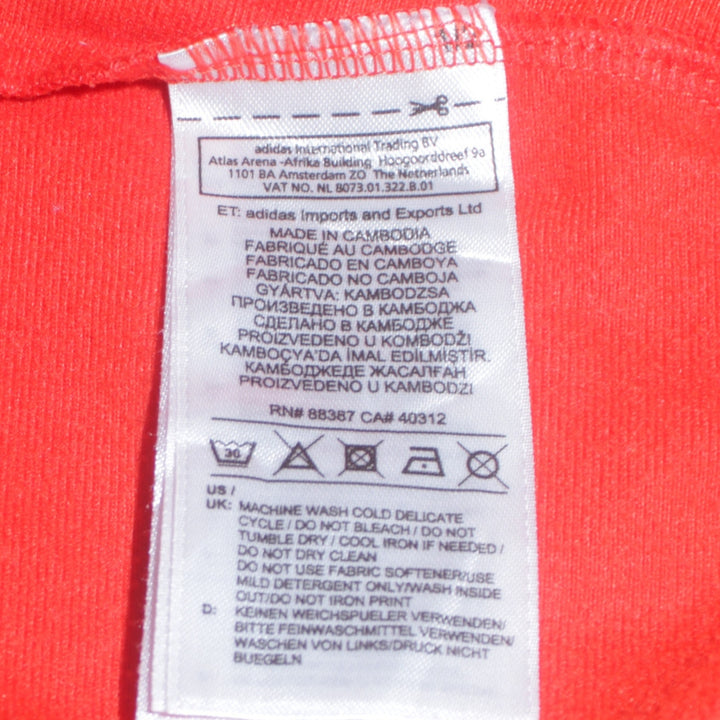 1/2
adidas International Trading BV
Atlas Arena -Afrika Building Hoogoorddreef 9a
1101 BA Amsterdam ZO The Netherlands
VAT NO. NL 8073.01.322.B.01
ET: adidas Imports and Exports Ltd
MADE IN CAMBODIA
FABRIQUÉ AU CAMBODGE
FABRICADO EN CAMBOYA
FABRICADO NO CAMBOJA
GYÁRTVA: KAMBODZSA
ПРОИЗВЕДЕНО В КАМБОДЖА
СДЕЛАНО В КАМБОДЖЕ
PROIZVEDENO U KOMBODŽI
KAMBOÇYA'DA İMAL EDİLMİŞTİR.
КАМБОДЖЕДЕ ЖАСАЛҒАН
PROIZVEDENO U KAMBODZI
RN# 88387 CA# 40312
30
US /
UK: MACHINE WASH COLD DELICATE
CYCLE / DO NOT BLEACH / DO NOT
TUMBLE DRY / COOL IRON IF NEEDED /
DO NOT DRY CLEAN
DO NOT USE FABRIC SOFTENER/USE
MILD DETERGENT ONLY/WASH INSIDE
OUT/DO NOT IRON PRINT
D: KEINEN WEICHSPUELER VERWENDEN/
BITTE FEINWASCHMITTEL VERWENDEN/
WASCHEN VON LINKS/DRUCK NICHT
BUEGELN